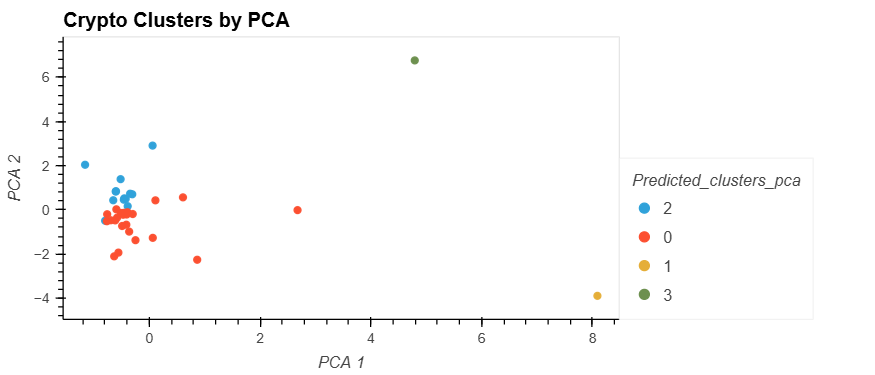 Crypto Clusters by PCA
PCA 2
6
4
2
0
−2
−4
0 2 4 6 8
PCA 1
Predicted_clusters_pca
2
0
1
3